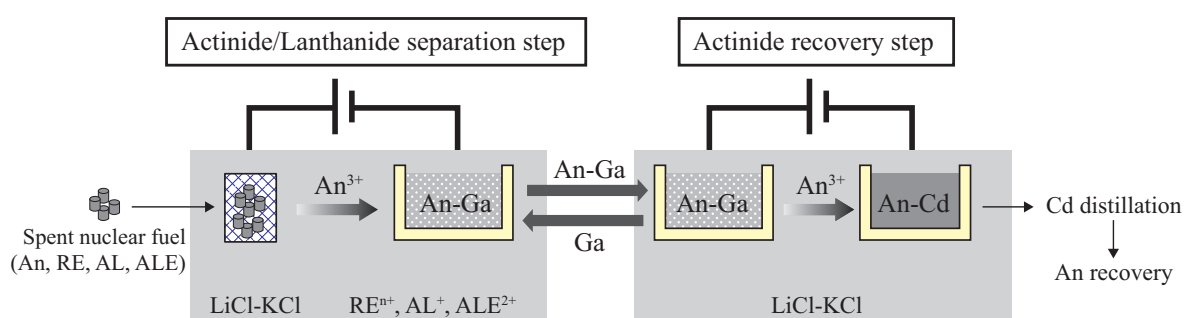 Actinide/Lanthanide separation step
Actinide recovery step
An³⁺
An-Ga
An-Ga
Ga
An-Ga
An³⁺
An-Cd
Cd distillation
An recovery
Spent nuclear fuel
(An, RE, AL, ALE)
LiCl-KCl
REⁿ⁺, AL⁺, ALE²⁺
LiCl-KCl